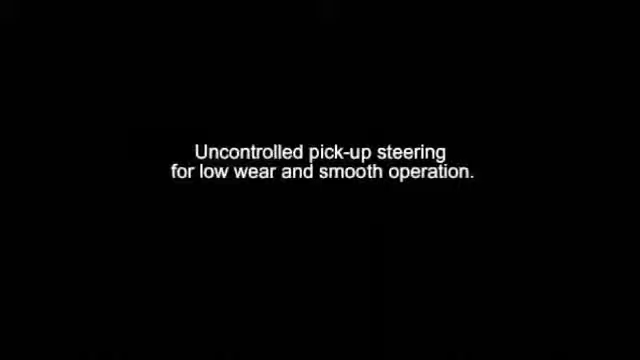 Uncontrolled pick-up steering
for low wear and smooth operation.